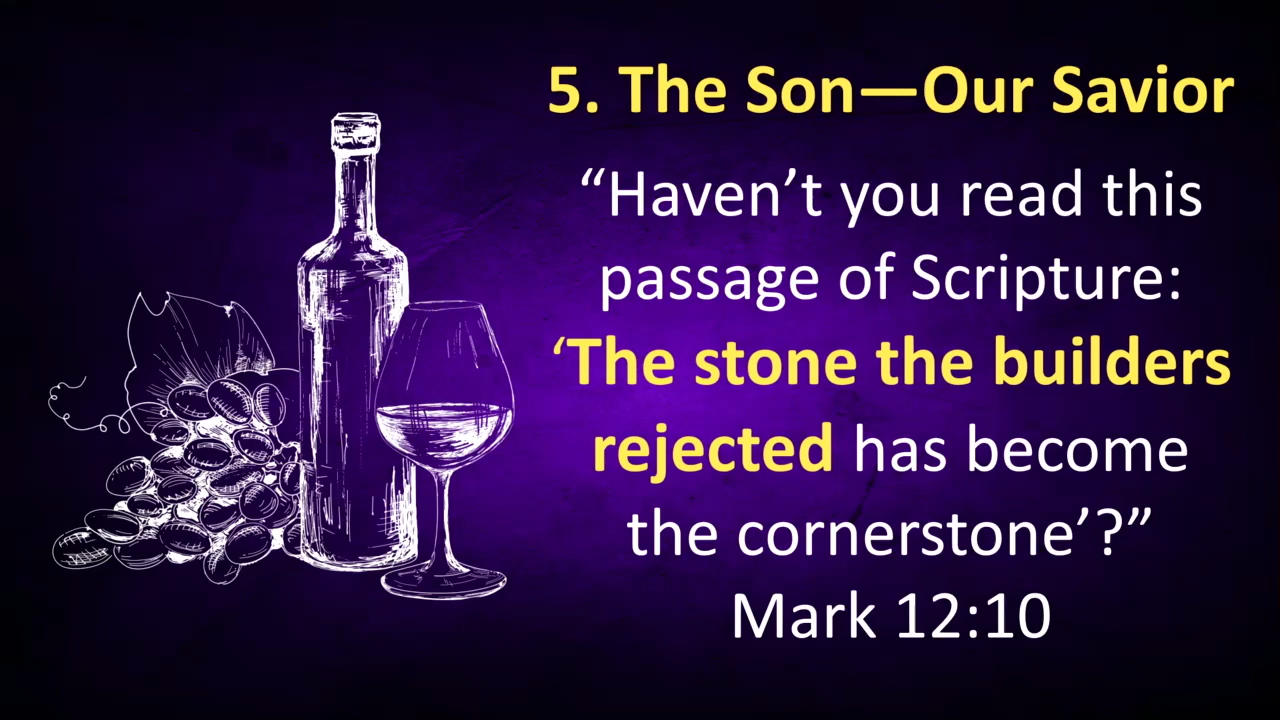 5. The Son—Our Savior
“Haven’t you read this
passage of Scripture:
‘The stone the builders
rejected has become
the cornerstone’?”
Mark 12:10